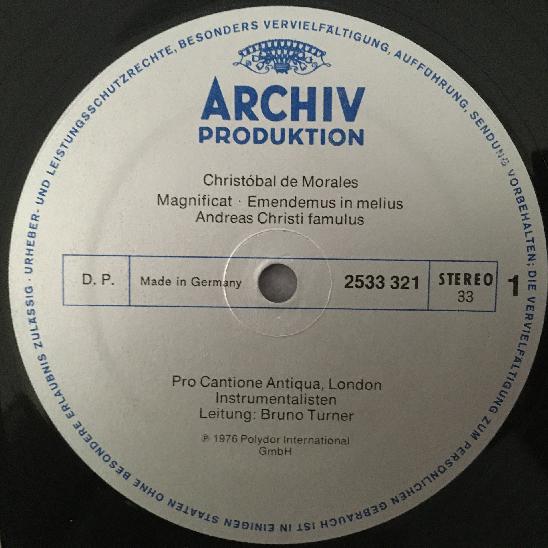 ARCHIV
PRODUKTION
Christóbal de Morales
Magnificat · Emendemus in melius
Andreas Christi famulus
D. P. Made in Germany 2533 321 STEREO 33 1
Pro Cantione Antiqua, London
Instrumentalisten
Leitung: Bruno Turner
℗ 1976 Polydor International
GmbH
URHEBER- UND LEISTUNGSSCHUTZRECHTE, BESONDERS VERVIELFÄLTIGUNG, AUFFÜHRUNG, SENDUNG VORBEHALTEN; DIE VERVIELFÄLTIGUNG ZUM PERSÖNLICHEN GEBRAUCH IST IN EINIGEN STAATEN OHNE BESONDERE ERLAUBNIS ZULÄSSIG ·